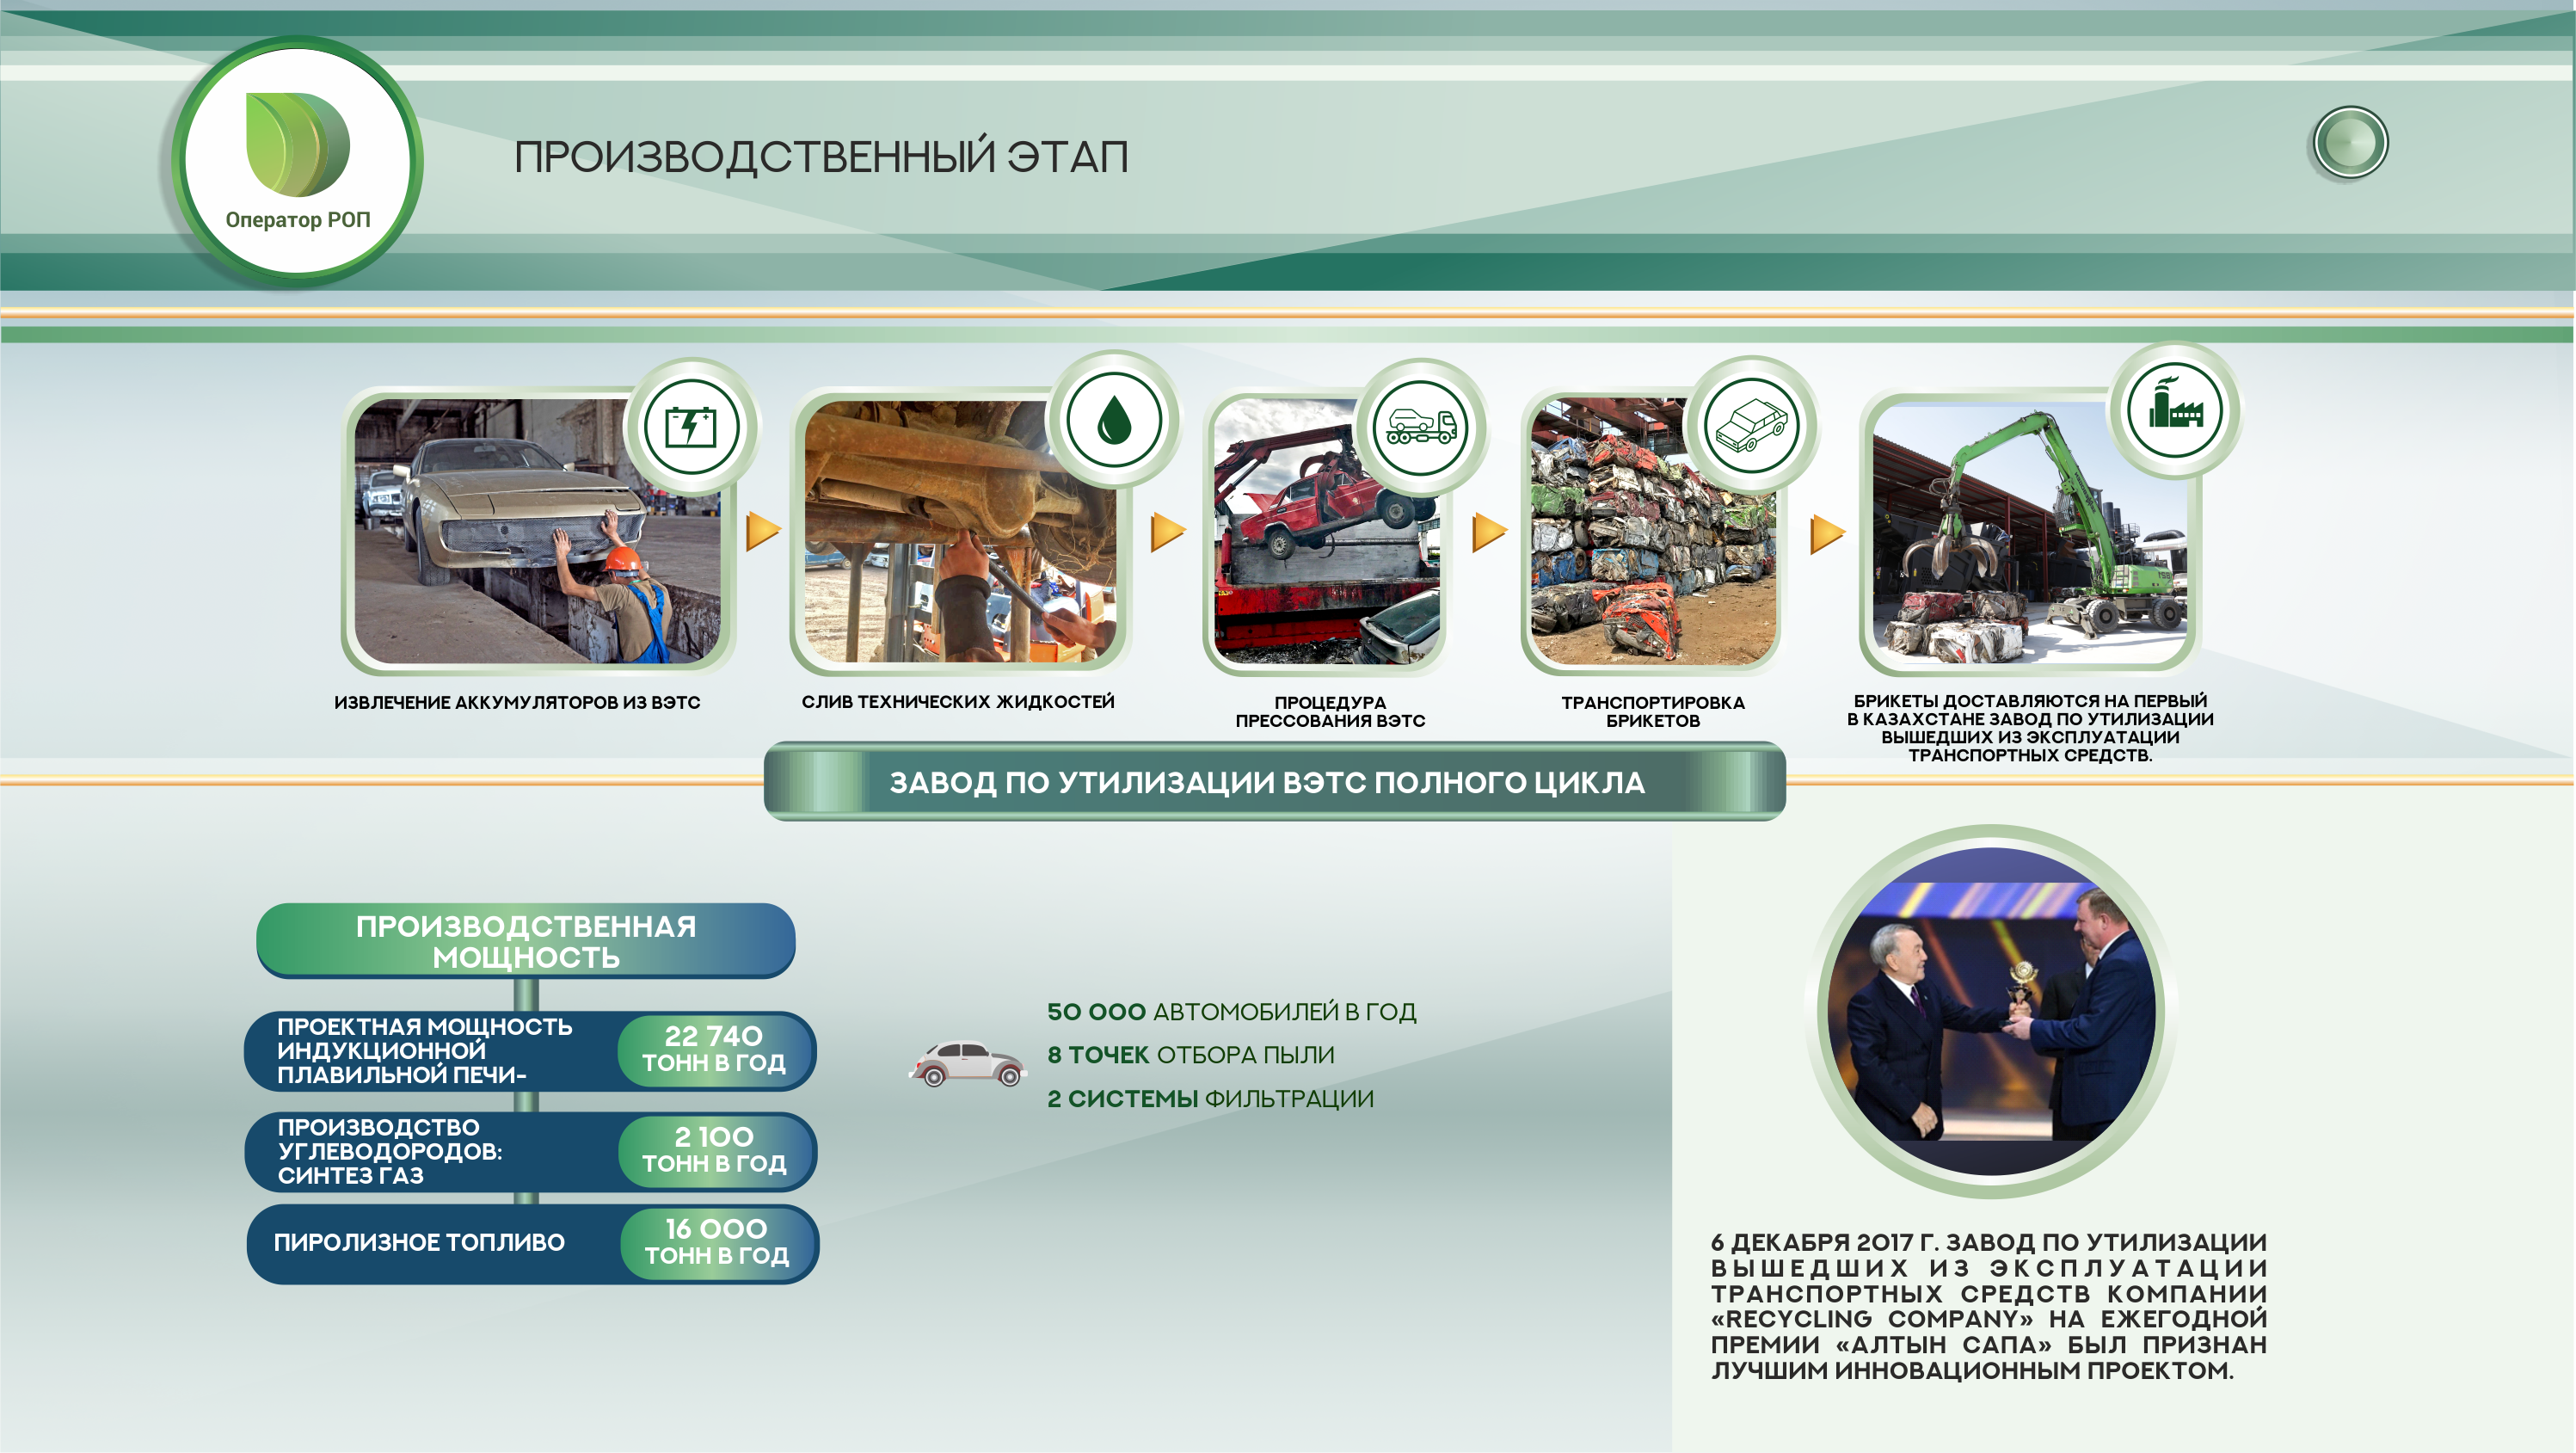 Оператор РОП
ПРОИЗВОДСТВЕННЫЙ ЭТАП
ИЗВЛЕЧЕНИЕ АККУМУЛЯТОРОВ ИЗ ВЭТС
СЛИВ ТЕХНИЧЕСКИХ ЖИДКОСТЕЙ
ПРОЦЕДУРА
ПРЕССОВАНИЯ ВЭТС
ТРАНСПОРТИРОВКА
БРИКЕТОВ
БРИКЕТЫ ДОСТАВЛЯЮТСЯ НА ПЕРВЫЙ
В КАЗАХСТАНЕ ЗАВОД ПО УТИЛИЗАЦИИ
ВЫШЕДШИХ ИЗ ЭКСПЛУАТАЦИИ
ТРАНСПОРТНЫХ СРЕДСТВ.
ЗАВОД ПО УТИЛИЗАЦИИ ВЭТС ПОЛНОГО ЦИКЛА
ПРОИЗВОДСТВЕННАЯ
МОЩНОСТЬ
ПРОЕКТНАЯ МОЩНОСТЬ
ИНДУКЦИОННОЙ
ПЛАВИЛЬНОЙ ПЕЧИ-
22 740
ТОНН В ГОД
ПРОИЗВОДСТВО
УГЛЕВОДОРОДОВ:
СИНТЕЗ ГАЗ
2 100
ТОНН В ГОД
ПИРОЛИЗНОЕ ТОПЛИВО
16 000
ТОНН В ГОД
50 000 АВТОМОБИЛЕЙ В ГОД
8 ТОЧЕК ОТБОРА ПЫЛИ
2 СИСТЕМЫ ФИЛЬТРАЦИИ
6 ДЕКАБРЯ 2017 Г. ЗАВОД ПО УТИЛИЗАЦИИ
ВЫШЕДШИХ ИЗ ЭКСПЛУАТАЦИИ
ТРАНСПОРТНЫХ СРЕДСТВ КОМПАНИИ
«RECYCLING COMPANY» НА ЕЖЕГОДНОЙ
ПРЕМИИ «АЛТЫН САПА» БЫЛ ПРИЗНАН
ЛУЧШИМ ИННОВАЦИОННЫМ ПРОЕКТОМ.